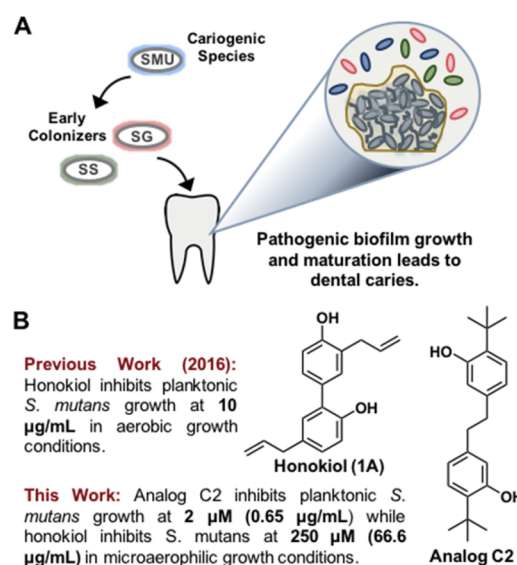 A
Cariogenic
Species
SMU
Early
Colonizers
SG
SS
Pathogenic biofilm growth
and maturation leads to
dental caries.
B
Previous Work (2016):
Honokiol inhibits planktonic
S. mutans growth at 10
µg/mL in aerobic growth
conditions.
OH
OH
Honokiol (1A)
HO
OH
Analog C2
This Work: Analog C2 inhibits planktonic S.
mutans growth at 2 µM (0.65 µg/mL) while
honokiol inhibits S. mutans at 250 µM (66.6
µg/mL) in microaerophilic growth conditions.